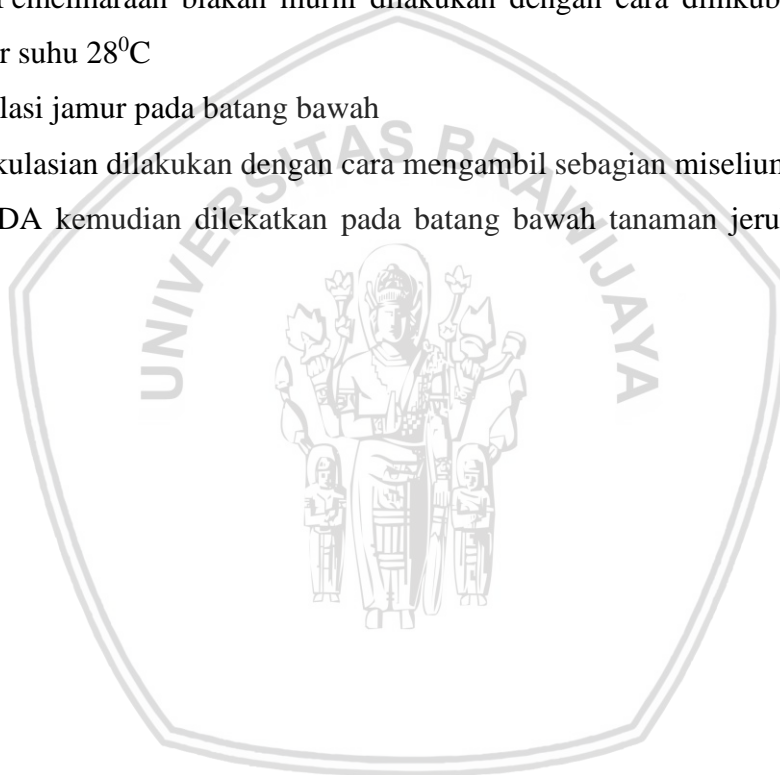 Pemeliharaan biakan murni dilakukan dengan cara diinkub
r suhu 28⁰C
lasi jamur pada batang bawah
kulasian dilakukan dengan cara mengambil sebagian miselium
DA kemudian dilekatkan pada batang bawah tanaman jeru
UNIVERSITAS BRAWIJAYA